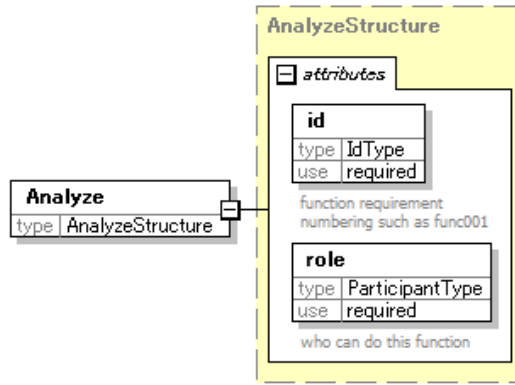 AnalyzeStructure
attributes
id
type IdType
use required
function requirement
numbering such as func001
Analyze
type AnalyzeStructure
role
type ParticipantType
use required
who can do this function